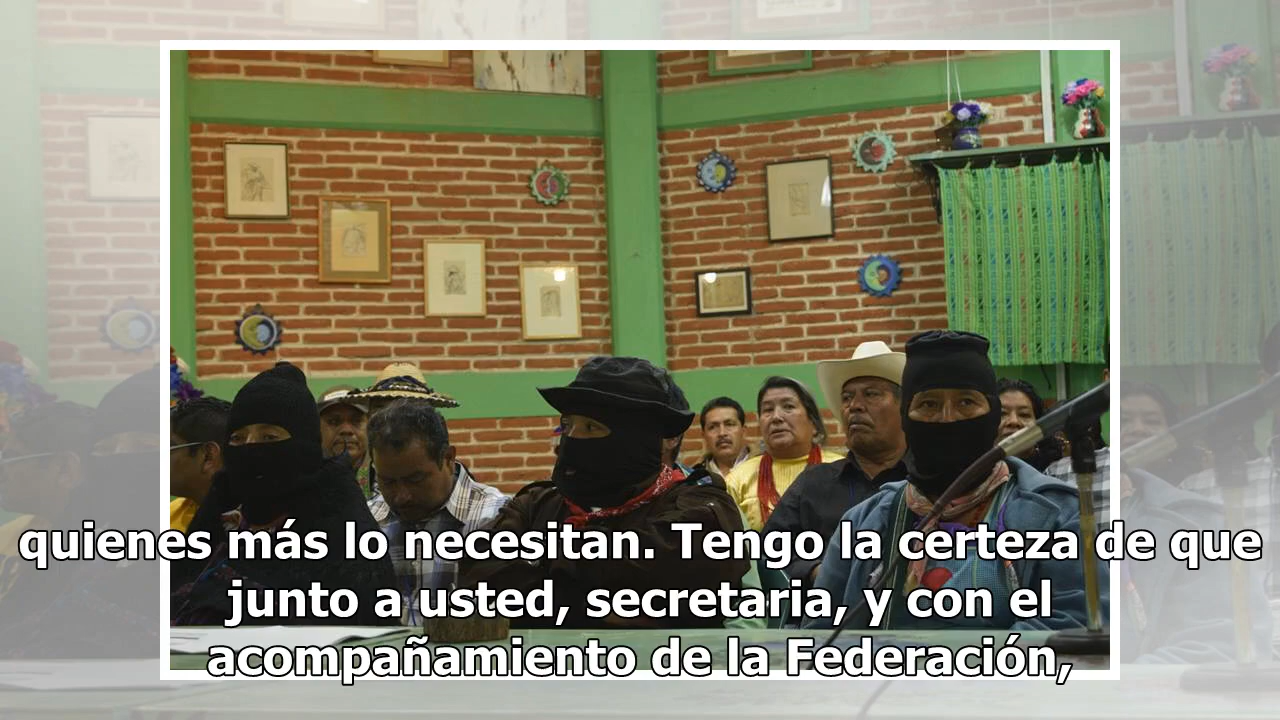 quienes más lo necesitan. Tengo la certeza de que
junto a usted, secretaria, y con el
acompañamiento de la Federación,